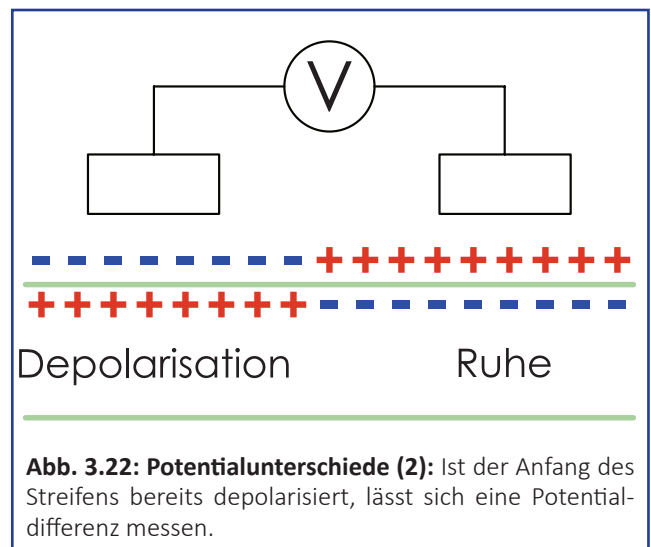 V
- - - - - - - - + + + + + + + + +
+ + + + + + + + - - - - - - - - -
Depolarisation Ruhe
Abb. 3.22: Potentialunterschiede (2): Ist der Anfang des
Streifens bereits depolarisiert, lässt sich eine Potential-
differenz messen.